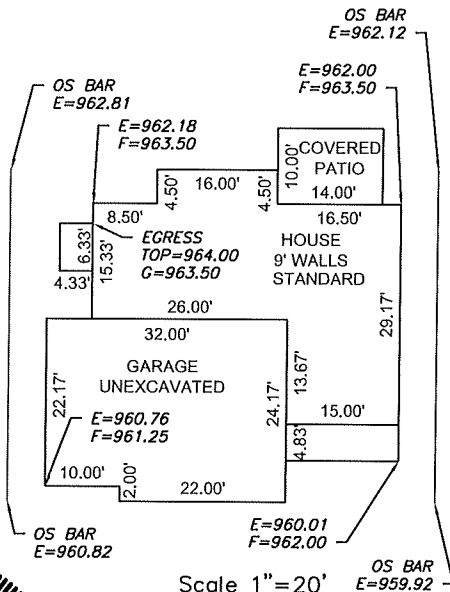 OS BAR
E=962.12
OS BAR
E=962.81
E=962.00
F=963.50
E=962.18
F=963.50
COVERED
PATIO
10.00'
14.00'
16.00'
4.50'
4.50'
8.50'
16.50'
6.33'
4.33'
15.33'
EGRESS
TOP=964.00
G=963.50
HOUSE
9' WALLS
STANDARD
29.17'
26.00'
32.00'
GARAGE
UNEXCAVATED
22.17'
24.17'
13.67'
15.00'
4.83'
E=960.76
F=961.25
10.00'
2.00'
22.00'
OS BAR
E=960.82
E=960.01
F=962.00
OS BAR
E=959.92
Scale 1"=20'